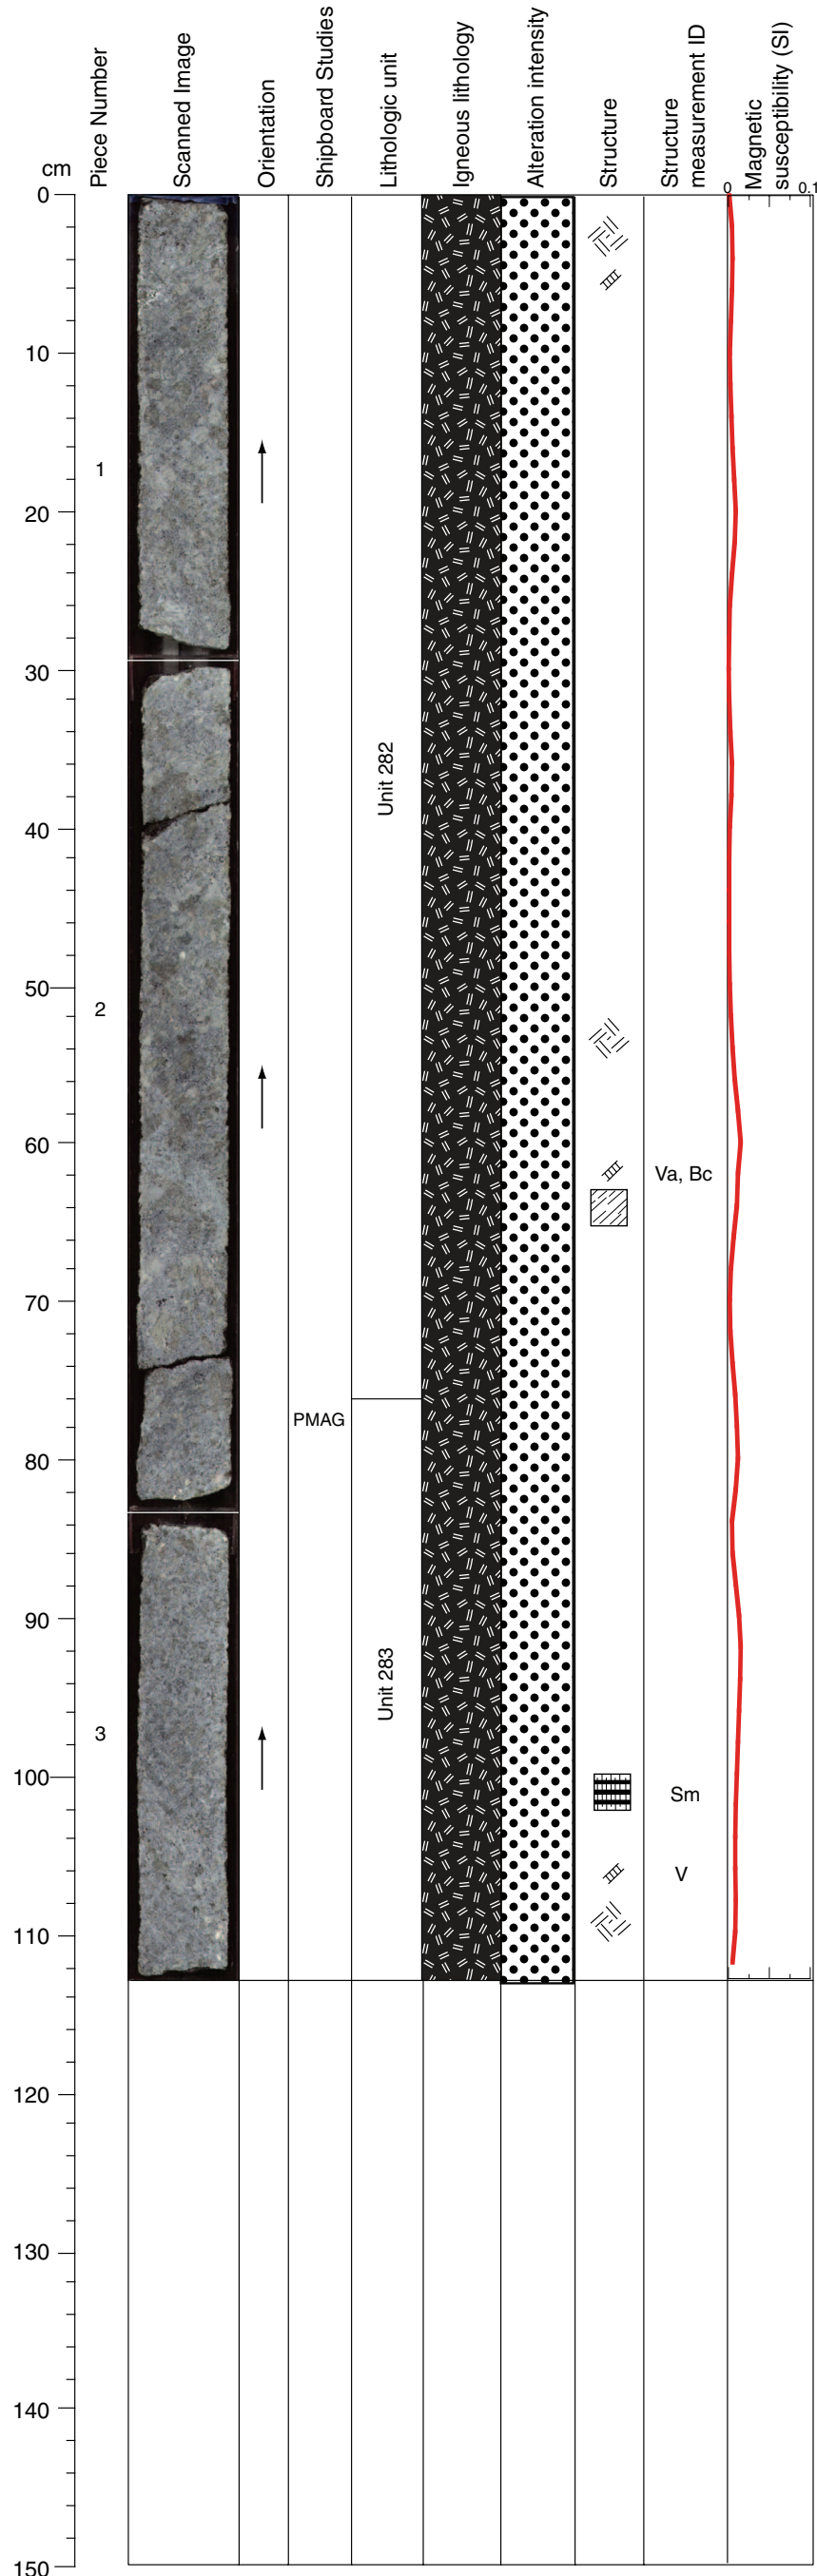 cm
Piece Number
Scanned Image
Orientation
Shipboard Studies
Lithologic unit
Igneous lithology
Alteration intensity
Structure
Structure
measurement ID
Magnetic
susceptibility (SI)
0 0.1
0
10
1
20
30
Unit 282
40
50
2
60
Va, Bc
70
PMAG
80
90
Unit 283
3
100
Sm
V
110
120
130
140
150